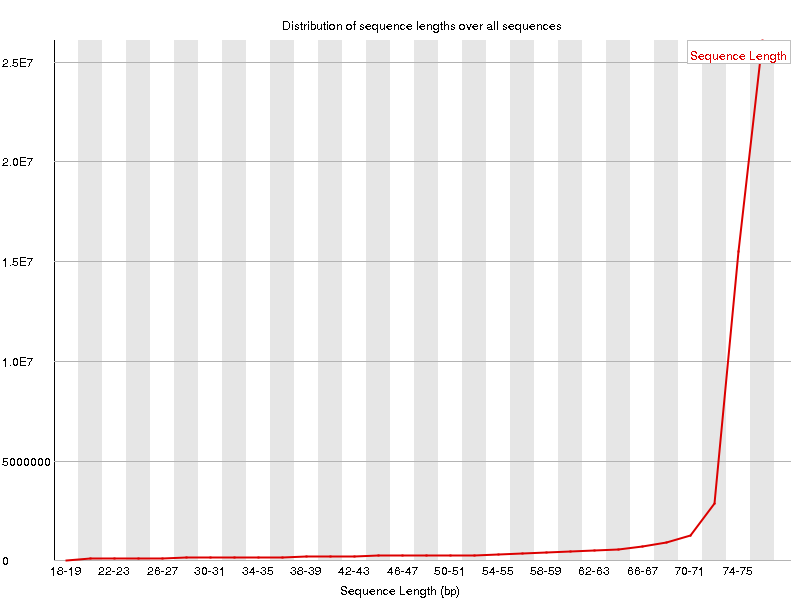 Distribution of sequence lengths over all sequences
Sequence Length
2.5E7
2.0E7
1.5E7
1.0E7
5000000
0
18-19 22-23 26-27 30-31 34-35 38-39 42-43 46-47 50-51 54-55 58-59 62-63 66-67 70-71 74-75
Sequence Length (bp)